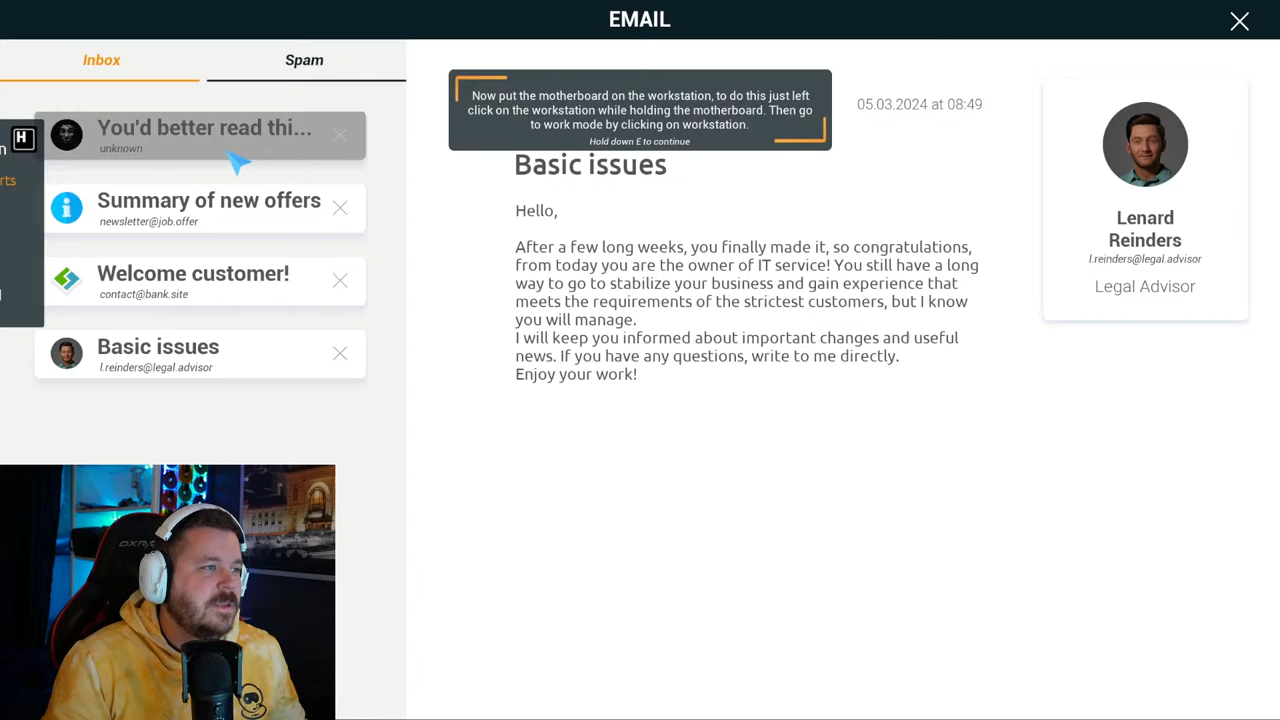 EMAIL
Inbox
Spam
You'd better read thi...
unknown
H
n
rts
Summary of new offers
newsletter@job.offer
Welcome customer!
contact@bank.site
l
Basic issues
l.reinders@legal.advisor
Now put the motherboard on the workstation, to do this just left
click on the workstation while holding the motherboard. Then go
to work mode by clicking on workstation.
Hold down E to continue
05.03.2024 at 08:49
Basic issues
Hello,
After a few long weeks, you finally made it, so congratulations,
from today you are the owner of IT service! You still have a long
way to go to stabilize your business and gain experience that
meets the requirements of the strictest customers, but I know
you will manage.
I will keep you informed about important changes and useful
news. If you have any questions, write to me directly.
Enjoy your work!
Lenard
Reinders
l.reinders@legal.advisor
Legal Advisor